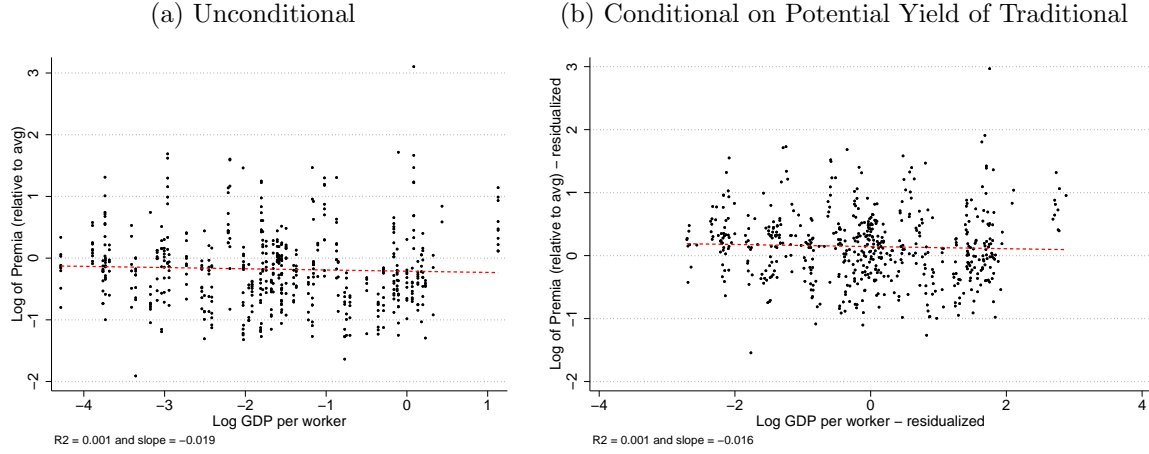 (a) Unconditional
Log of Premia (relative to avg)
3
2
1
0
−1
−2
−4
−3
−2
−1
0
1
Log GDP per worker
R2 = 0.001 and slope = −0.019
(b) Conditional on Potential Yield of Traditional
Log of Premia (relative to avg) − residualized
3
2
1
0
−1
−2
−4
−2
0
2
4
Log GDP per worker − residualized
R2 = 0.001 and slope = −0.016